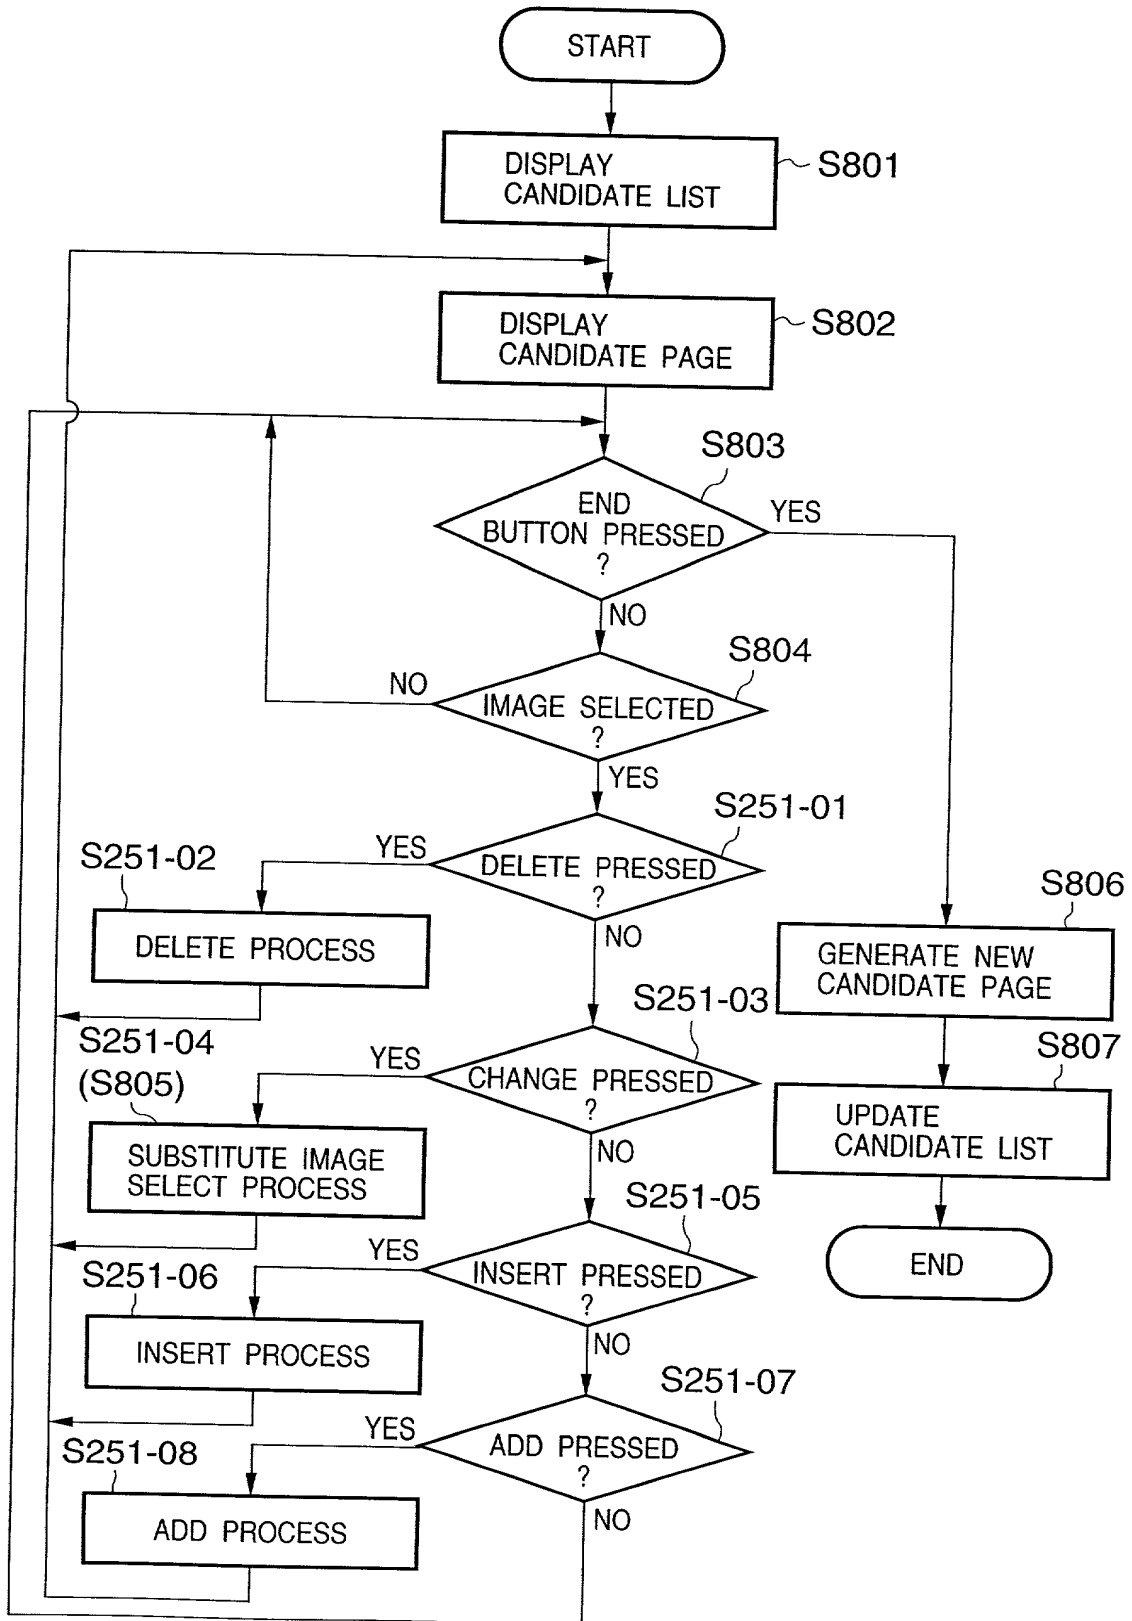 START
DISPLAY
CANDIDATE LIST
S801
DISPLAY
CANDIDATE PAGE
S802
S803
END
BUTTON PRESSED
?
YES
NO
S804
NO
IMAGE SELECTED
?
YES
S251-01
YES
DELETE PRESSED
?
S251-02
DELETE PROCESS
NO
S806
GENERATE NEW
CANDIDATE PAGE
S251-03
S251-04
(S805)
YES
CHANGE PRESSED
?
S807
UPDATE
CANDIDATE LIST
SUBSTITUTE IMAGE
SELECT PROCESS
NO
S251-05
YES
INSERT PRESSED
?
END
S251-06
INSERT PROCESS
NO
S251-07
YES
ADD PRESSED
?
S251-08
ADD PROCESS
NO